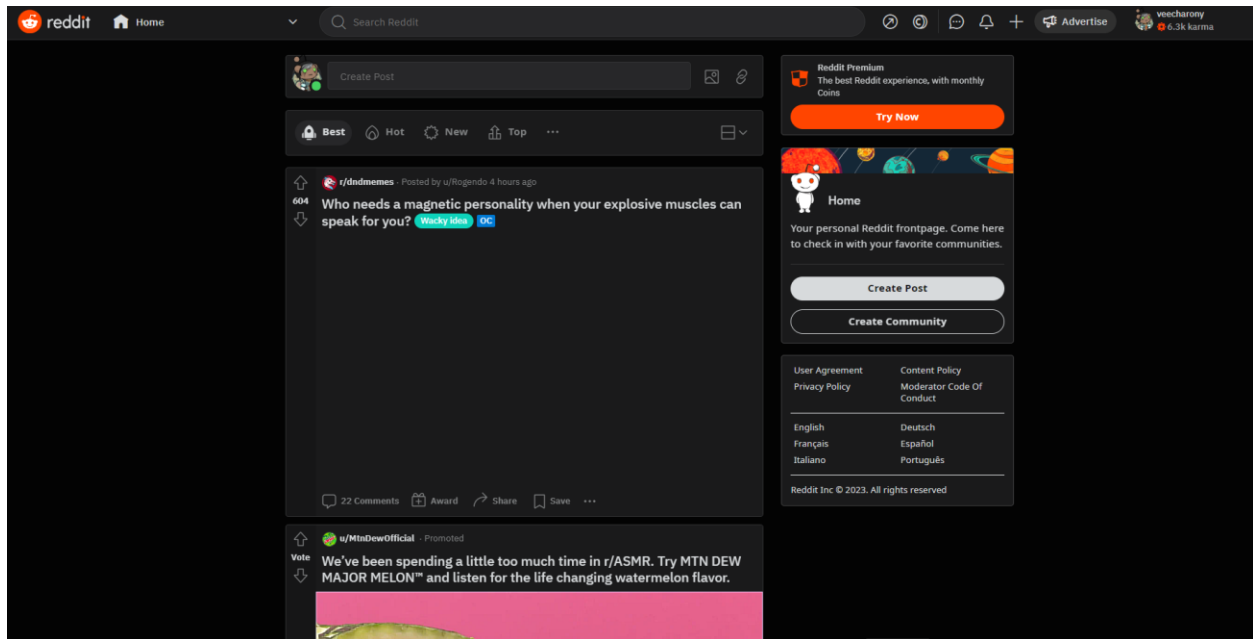 reddit Home Search Reddit Advertise veecharony
6.3k karma
Create Post
Best Hot New Top
r/dndmemes · Posted by u/Rogendo 4 hours ago
604
Who needs a magnetic personality when your explosive muscles can
speak for you? Wacky idea OC
22 Comments Award Share Save
u/MtnDewOfficial · Promoted
Vote
We've been spending a little too much time in r/ASMR. Try MTN DEW
MAJOR MELON™ and listen for the life changing watermelon flavor.
Reddit Premium
The best Reddit experience, with monthly
Coins
Try Now
Home
Your personal Reddit frontpage. Come here
to check in with your favorite communities.
Create Post
Create Community
User Agreement Content Policy
Privacy Policy Moderator Code Of
Conduct
English Deutsch
Français Español
Italiano Português
Reddit Inc © 2023. All rights reserved